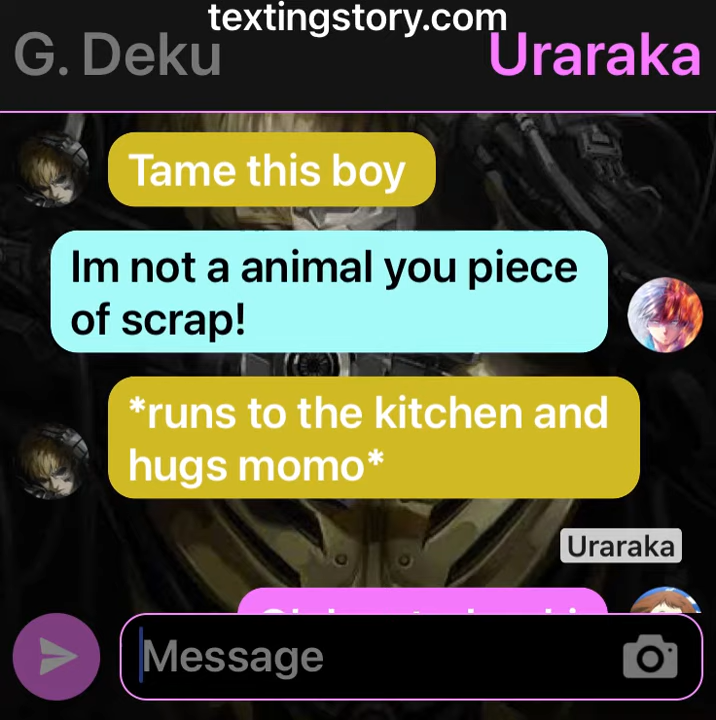 textingstory.com
G. Deku
Uraraka
Tame this boy
Im not a animal you piece
of scrap!
*runs to the kitchen and
hugs momo*
Uraraka
Message